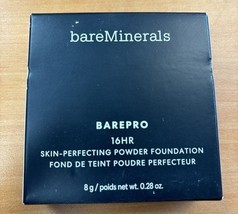 bareMinerals
BAREPRO
16HR
SKIN-PERFECTING POWDER FOUNDATION
FOND DE TEINT POUDRE PERFECTEUR
8 g / poids net wt. 0.28 oz.